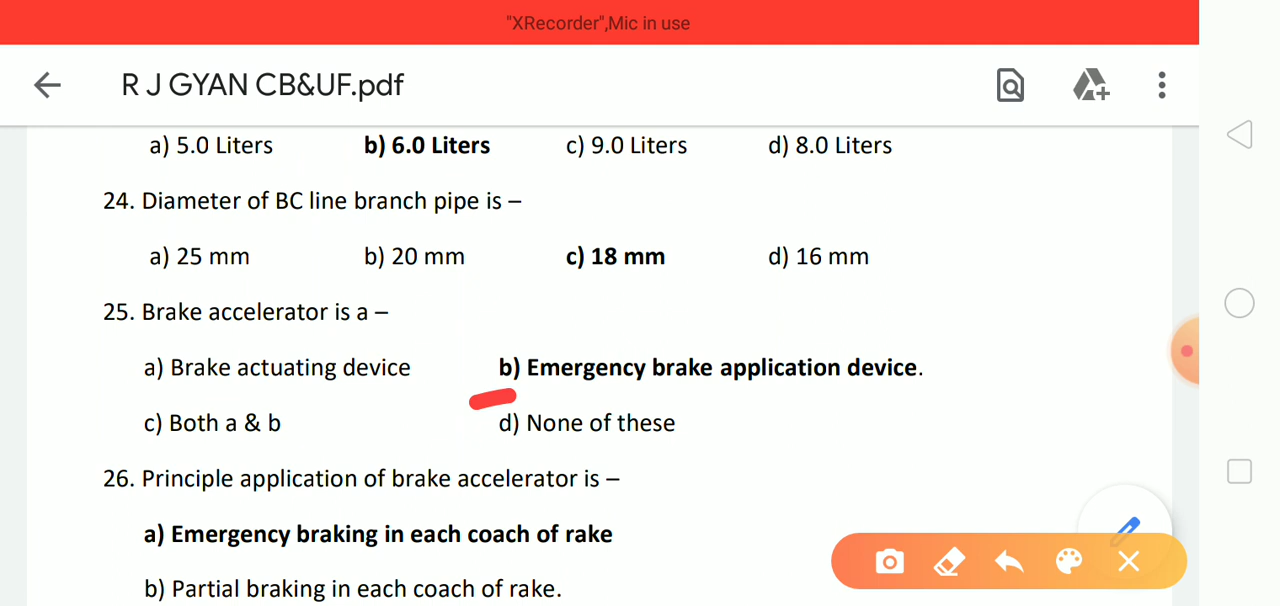 "XRecorder",Mic in use
R J GYAN CB&UF.pdf
a) 5.0 Liters b) 6.0 Liters c) 9.0 Liters d) 8.0 Liters
24. Diameter of BC line branch pipe is –
a) 25 mm b) 20 mm c) 18 mm d) 16 mm
25. Brake accelerator is a –
a) Brake actuating device b) Emergency brake application device.
c) Both a & b d) None of these
26. Principle application of brake accelerator is –
a) Emergency braking in each coach of rake
b) Partial braking in each coach of rake.